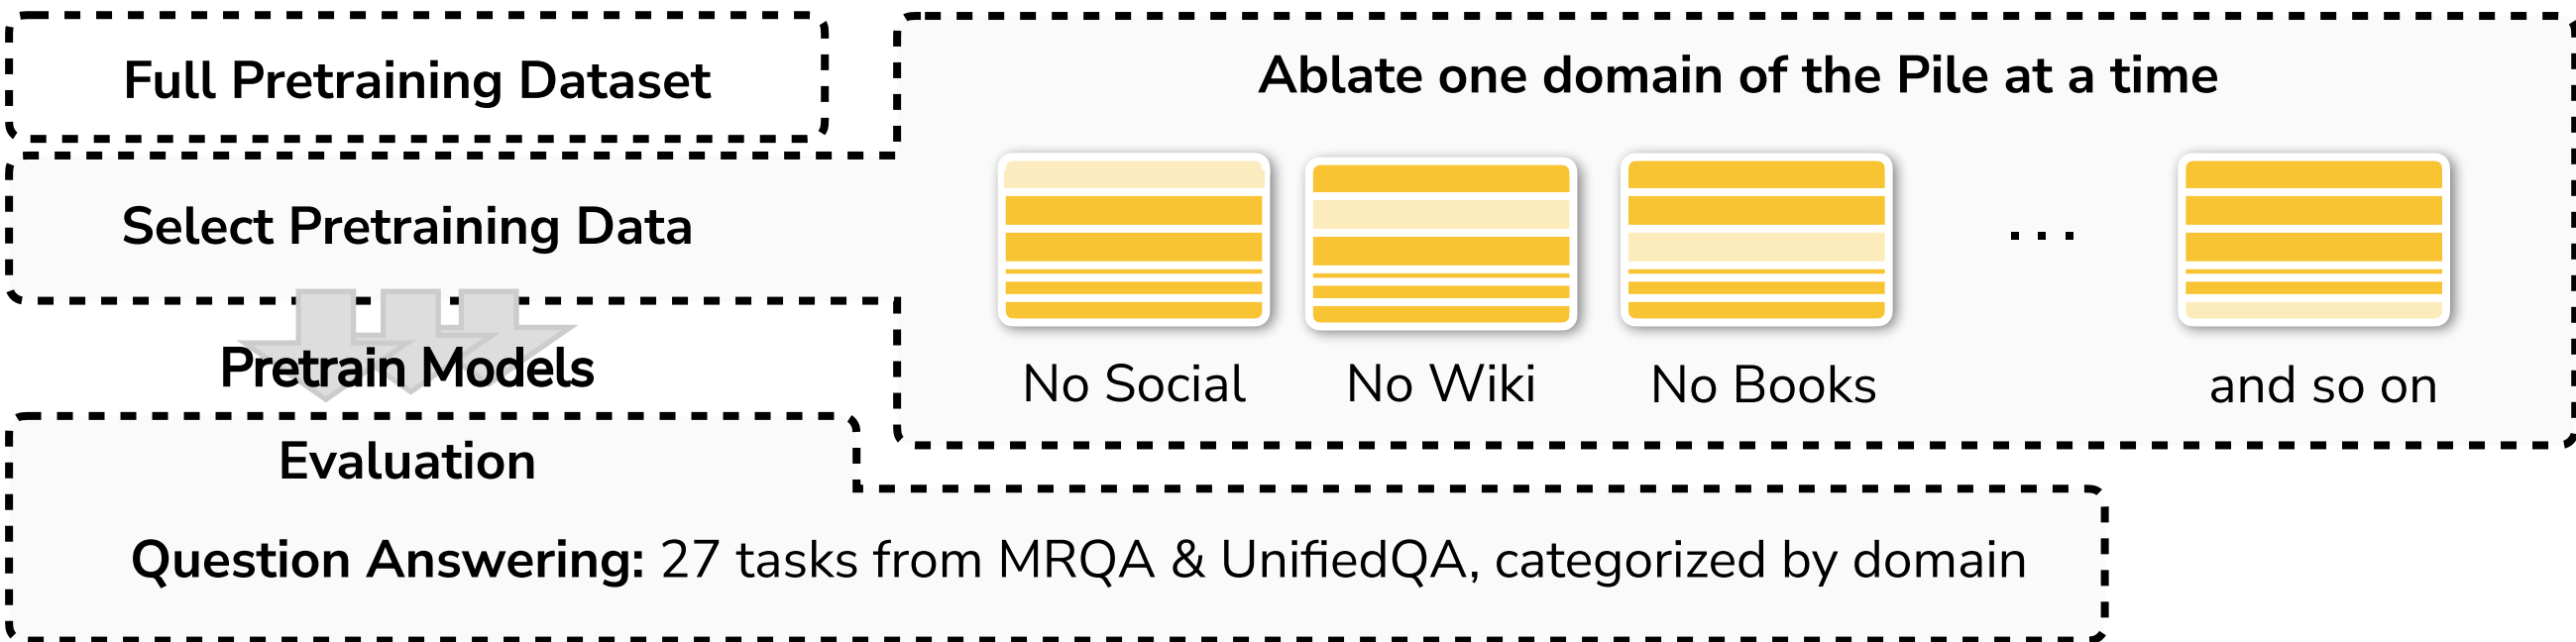 Full Pretraining Dataset
Select Pretraining Data
Ablate one domain of the Pile at a time
No Social
No Wiki
No Books
...
and so on
Pretrain Models
Evaluation
Question Answering: 27 tasks from MRQA & UnifiedQA, categorized by domain